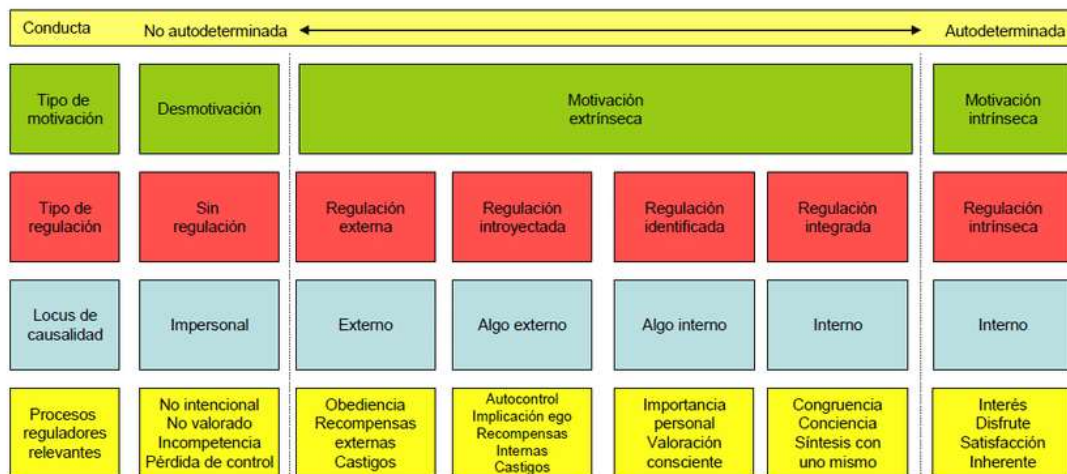 Conducta
No autodeterminada
Autodeterminada
Tipo de
motivación
Desmotivación
Motivación
extrínseca
Motivación
intrínseca
Tipo de
regulación
Sin
regulación
Regulación
externa
Regulación
introyectada
Regulación
identificada
Regulación
integrada
Regulación
intrínseca
Locus de
causalidad
Impersonal
Externo
Algo externo
Algo interno
Interno
Interno
Procesos
reguladores
relevantes
No intencional
No valorado
Incompetencia
Pérdida de control
Obediencia
Recompensas
externas
Castigos
Autocontrol
Implicación ego
Recompensas
Internas
Castigos
Importancia
personal
Valoración
consciente
Congruencia
Conciencia
Síntesis con
uno mismo
Interés
Disfrute
Satisfacción
Inherente